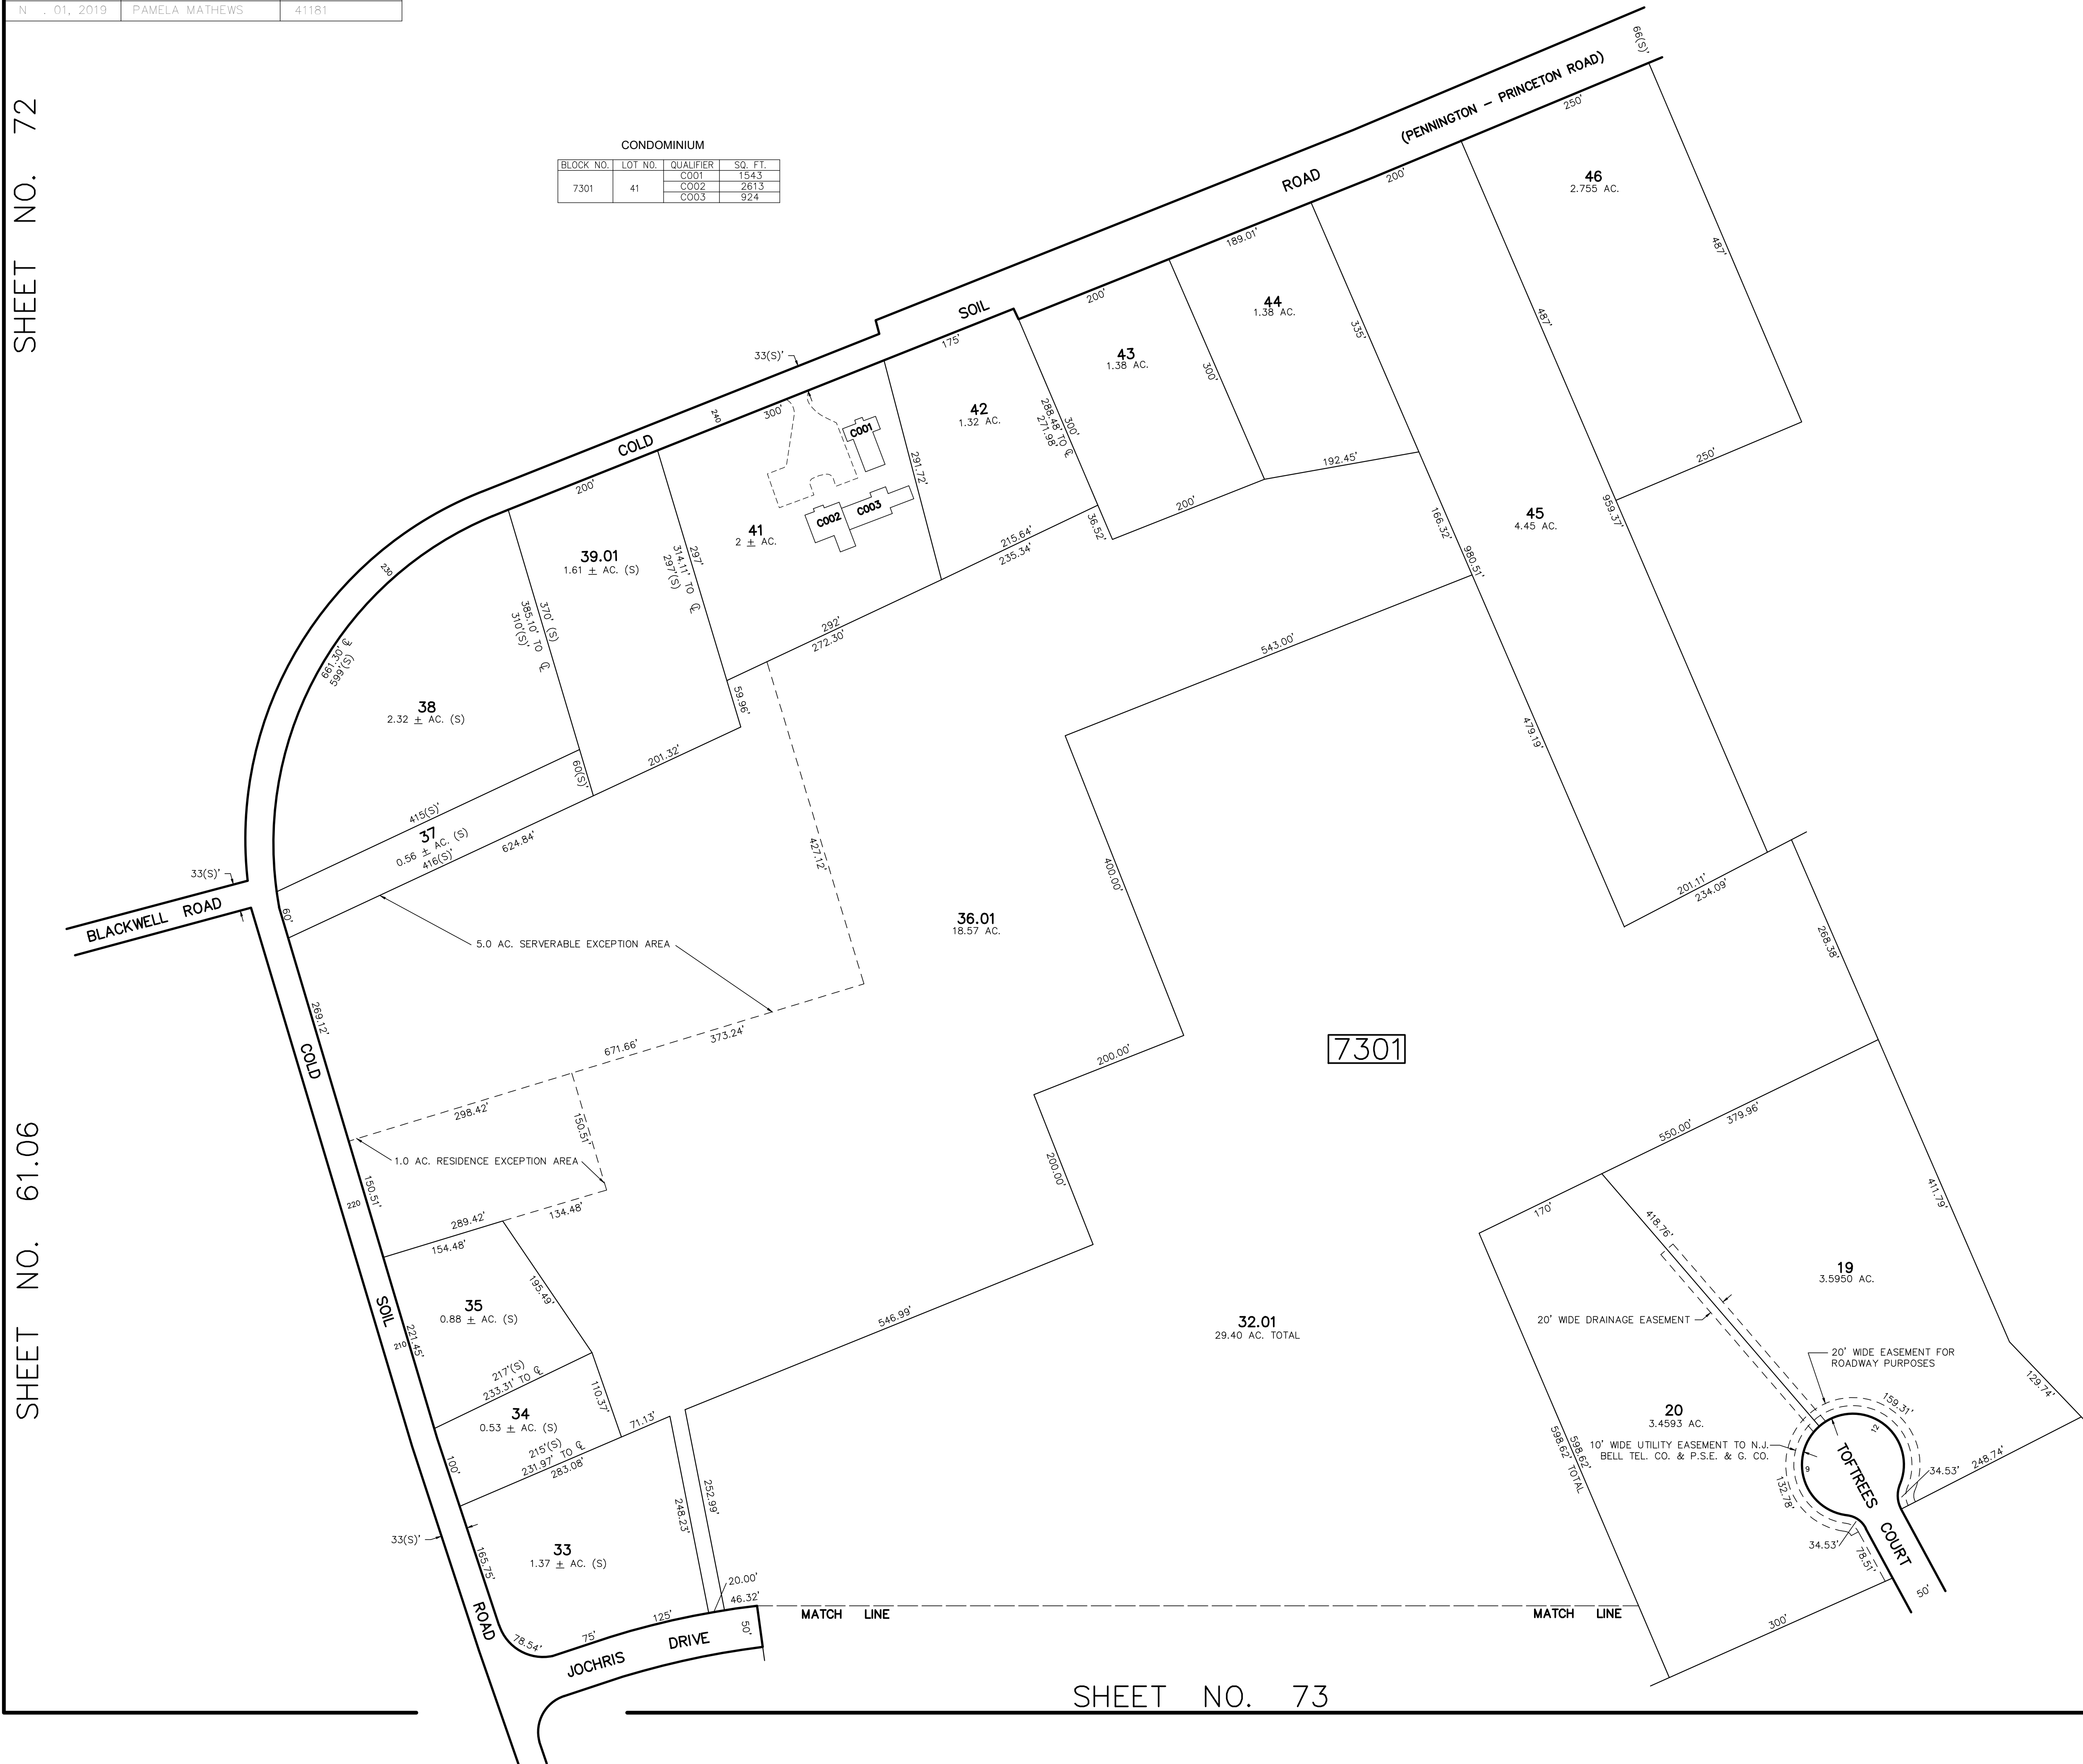 01, 2019 PAMELA MATHEWS 41181
SHEET NO. 72
SHEET NO. 61.06
CONDOMINIUM
BLOCK NO. LOT NO. QUALIFIER SQ. FT.
7301 41 C001 1543
C002 2613
C003 924
66(S)'
(PENNINGTON - PRINCETON ROAD)
ROAD
SOIL
COLD
250'
46
2.755 AC.
487'
250'
200'
487'
959.37'
45
4.45 AC.
980.51'
479.19'
166.32'
201.11'
234.09'
189.01'
44
1.38 AC.
335'
192.45'
200'
43
1.38 AC.
300'
200'
36.52'
175'
42
1.32 AC.
300'
288.48' TO ℄
271.98'
291.72'
215.64'
235.34'
33(S)'
240
300'
C001
C002
C003
41
2 ± AC.
292'
272.30'
200'
39.01
1.61 ± AC. (S)
297'
314.11' TO ℄
297'(S)
59.96'
201.32'
230
661.30' ℄
599'(S)
38
2.32 ± AC. (S)
370' (S)
385.10' TO ℄
310'(S)'
60(S)'
415(S)'
37
0.56 ± AC. (S)
416(S)'
624.84'
33(S)'
BLACKWELL ROAD
60'
5.0 AC. SERVERABLE EXCEPTION AREA
427.12'
36.01
18.57 AC.
543.00'
400.00'
200.00'
200.00'
546.99'
269.12'
COLD
671.66'
373.24'
298.42'
150.51'
1.0 AC. RESIDENCE EXCEPTION AREA
150.51'
220
134.48'
289.42'
154.48'
195.49'
35
0.88 ± AC. (S)
SOIL
221.45'
210
217'(S)
233.31' TO ℄
110.37'
34
0.53 ± AC. (S)
71.13'
215'(S)
231.97' TO ℄
283.08'
100'
248.23'
252.99'
33(S)'
33
1.37 ± AC. (S)
165.75'
ROAD
78.54'
75'
125'
20.00'
46.32'
50'
JOCHRIS DRIVE
7301
32.01
29.40 AC. TOTAL
268.38'
550.00'
379.96'
170'
411.79'
418.76'
19
3.5950 AC.
20' WIDE DRAINAGE EASEMENT
20' WIDE EASEMENT FOR
ROADWAY PURPOSES
129.74'
159.31'
20
3.4593 AC.
598.62'
598.62' TOTAL
10' WIDE UTILITY EASEMENT TO N.J.
BELL TEL. CO. & P.S.E. & G. CO.
12
9
TOFTREES COURT
34.53'
248.74'
132.78'
34.53'
78.51'
50'
300'
MATCH LINE
MATCH LINE
SHEET NO. 73